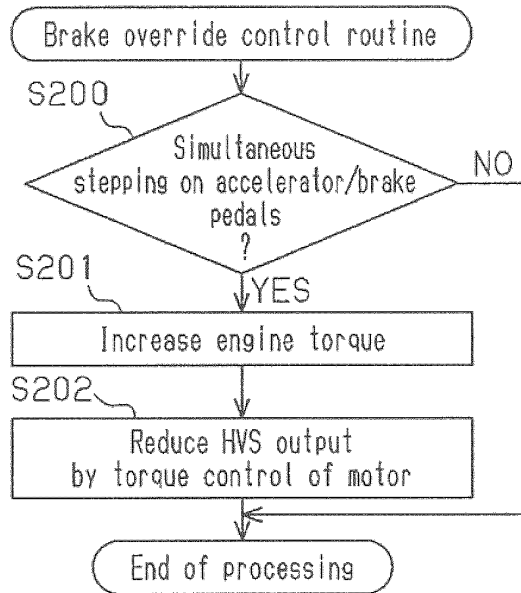 Brake override control routine
S200
Simultaneous
stepping on accelerator/brake
pedals
?
NO
S201
YES
Increase engine torque
S202
Reduce HVS output
by torque control of motor
End of processing